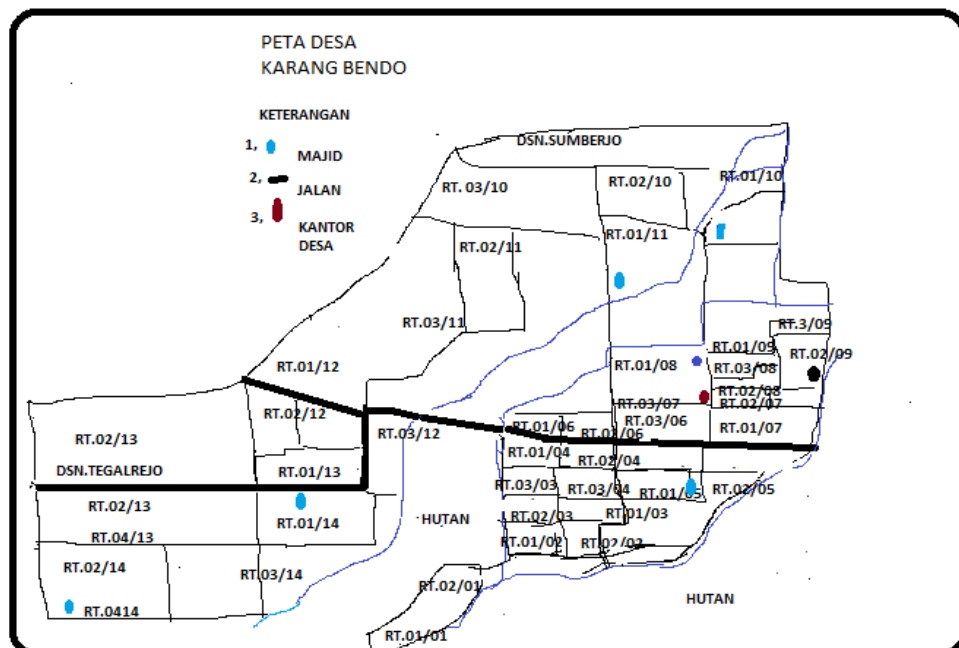 PETA DESA
KARANG BENDO
KETERANGAN
1,
MAJID
2,
JALAN
3,
KANTOR
DESA
DSN.SUMBERJO
RT. 03/10
RT.02/10
RT.01/10
RT.02/11
RT.01/11
RT.03/11
RT.3/09
RT.01/09
RT.02/09
RT.01/12
RT.01/08
RT.03/08
RT.02/08
RT.02/12
RT.03/07
RT.02/07
RT.03/12
RT.01/06
RT.02/06
RT.03/06
RT.01/07
RT.02/13
RT.01/04
RT.02/04
DSN.TEGALREJO
RT.01/13
RT.03/03
RT.03/04
RT.01/05
RT.02/05
RT.02/13
RT.01/14
HUTAN
RT.02/03
RT.01/03
RT.04/13
RT.01/02
RT.02/02
RT.02/14
RT.03/14
RT.02/01
HUTAN
RT.0414
RT.01/01